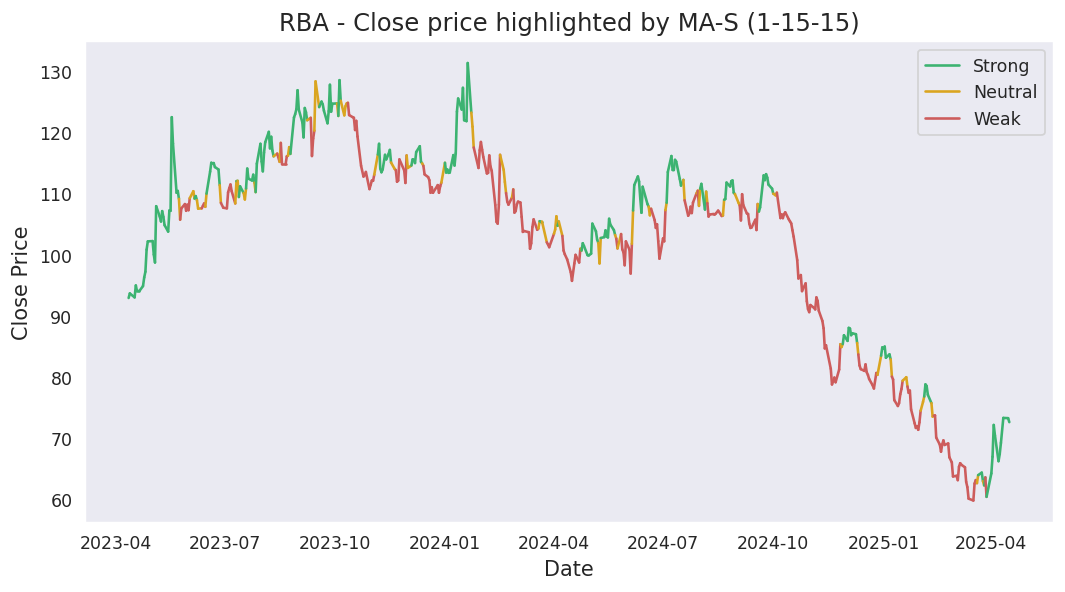 RBA - Close price highlighted by MA-S (1-15-15)
Strong
Neutral
Weak
130
120
110
100
90
80
70
60
Close Price
2023-04 2023-07 2023-10 2024-01 2024-04 2024-07 2024-10 2025-01 2025-04
Date